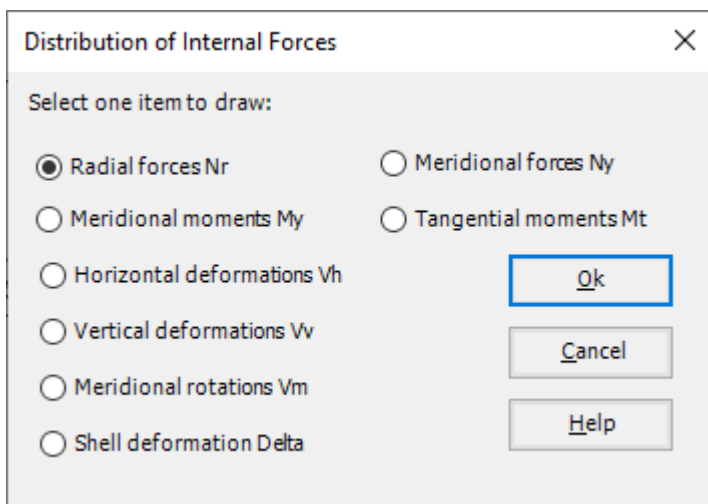 Distribution of Internal Forces
Select one item to draw:
Radial forces Nr
Meridional forces Ny
Meridional moments My
Tangential moments Mt
Horizontal deformations Vh
Ok
Vertical deformations Vv
Cancel
Meridional rotations Vm
Help
Shell deformation Delta